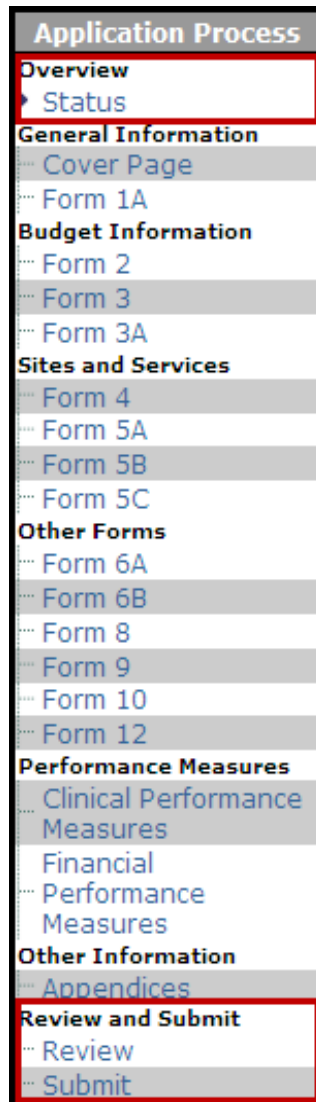 Application Process
Overview
Status
General Information
Cover Page
Form 1A
Budget Information
Form 2
Form 3
Form 3A
Sites and Services
Form 4
Form 5A
Form 5B
Form 5C
Other Forms
Form 6A
Form 6B
Form 8
Form 9
Form 10
Form 12
Performance Measures
Clinical Performance
Measures
Financial
Performance
Measures
Other Information
Appendices
Review and Submit
Review
Submit